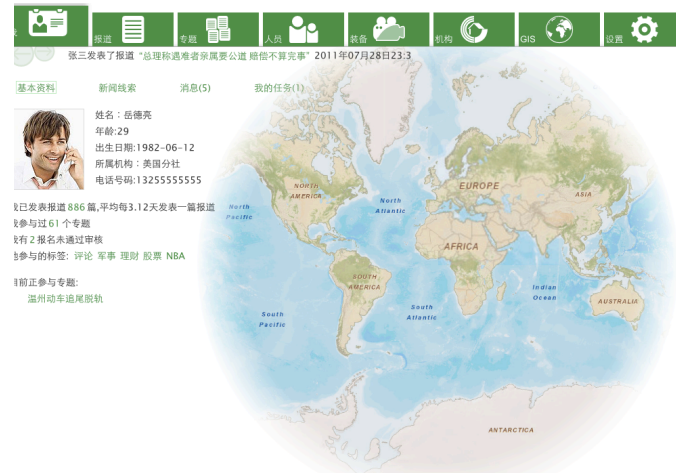 报道 专题 人员 装备 机构 GIS 设置
张三发表了报道 "总理称遇难者亲属要公道 赔偿不算完事" 2011年07月28日23:3
基本资料 新闻线索 消息(5) 我的任务(1)
姓名：岳德亮
年龄:29
出生日期:1982-06-12
所属机构：美国分社
电话号码:13255555555
我已发表报道886篇,平均每3.12天发表一篇报道
我参与过61个专题
我有2报名未通过审核
他参与的标签: 评论 军事 理财 股票 NBA
目前正参与专题:
温州动车追尾脱轨
NORTH
AMERICA
EUROPE
ASIA
North
Pacific
North
Atlantic
AFRICA
SOUTH
AMERICA
Indian
Ocean
AUSTRALIA
South
Pacific
South
Atlantic
ANTARCTICA